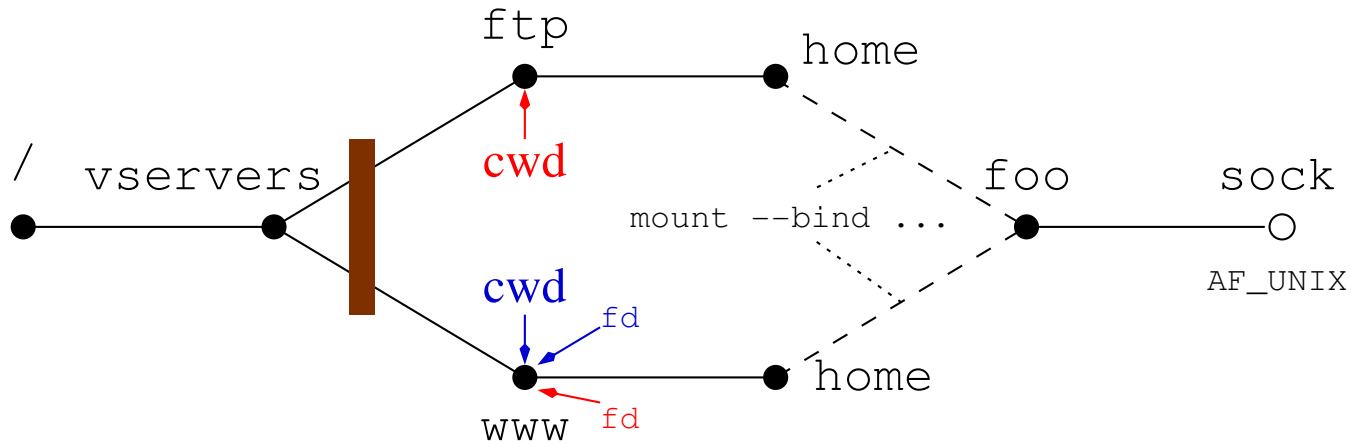 ftp
home
/
vservers
cwd
foo
sock
mount --bind ...
AF_UNIX
cwd
fd
home
fd
www